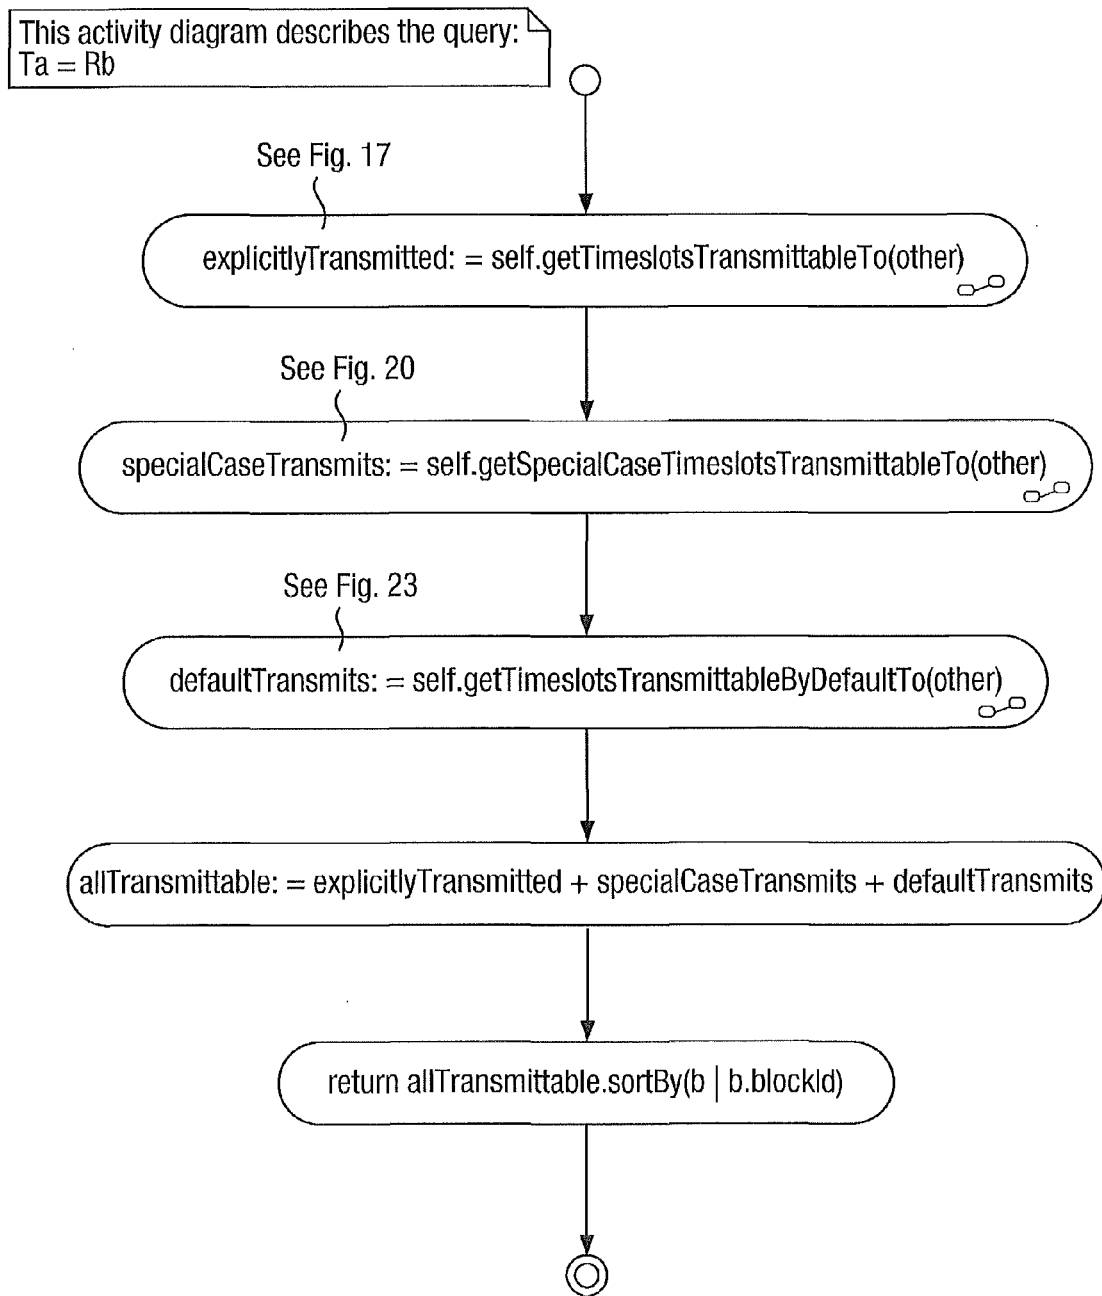 This activity diagram describes the query:
Ta = Rb
See Fig. 17
explicitlyTransmitted: = self.getTimeslotsTransmittableTo(other)
See Fig. 20
specialCaseTransmits: = self.getSpecialCaseTimeslotsTransmittableTo(other)
See Fig. 23
defaultTransmits: = self.getTimeslotsTransmittableByDefaultTo(other)
allTransmittable: = explicitlyTransmitted + specialCaseTransmits + defaultTransmits
return allTransmittable.sortBy(b | b.blockId)